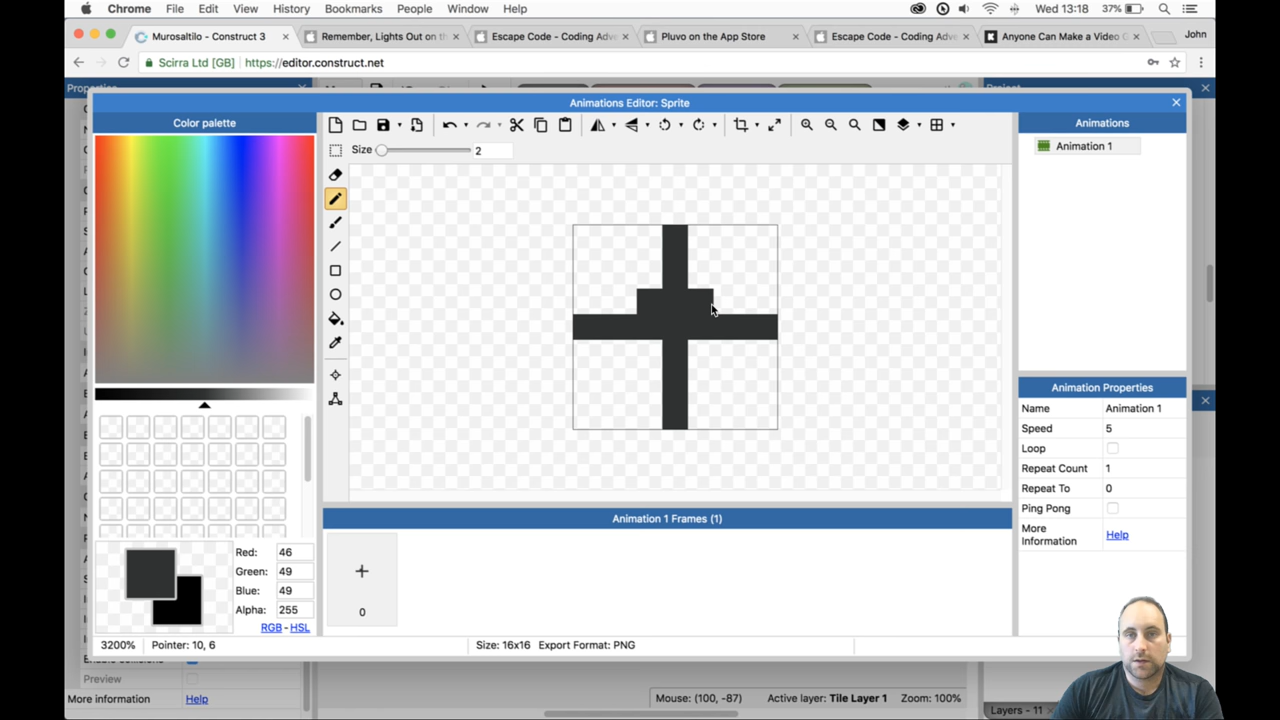 Chrome File Edit View History Bookmarks People Window Help
Wed 13:18 37%
Murosaltilo - Construct 3
Remember, Lights Out on th
Escape Code - Coding Adve
Pluvo on the App Store
Escape Code - Coding Adve
Anyone Can Make a Video G
John
Scirra Ltd [GB] https://editor.construct.net
Animations Editor: Sprite
Color palette
Size 2
Red: 46
Green: 49
Blue: 49
Alpha: 255
RGB - HSL
3200% Pointer: 10, 6
Size: 16x16 Export Format: PNG
Animation 1 Frames (1)
0
Animations
Animation 1
Animation Properties
Name Animation 1
Speed 5
Loop
Repeat Count 1
Repeat To 0
Ping Pong
More
Information Help
Preview
More information Help
Mouse: (100, -87) Active layer: Tile Layer 1 Zoom: 100%
Layers - 11